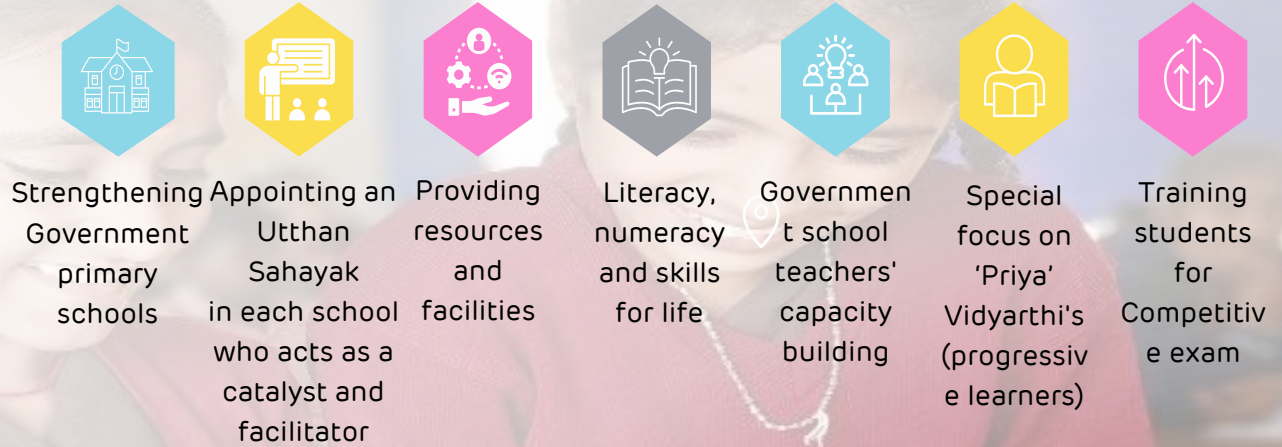 Strengthening
Government
primary
schools
Appointing an
Utthan
Sahayak
in each school
who acts as a
catalyst and
facilitator
Providing
resources
and
facilities
Literacy,
numeracy
and skills
for life
Governmen
t school
teachers'
capacity
building
Special
focus on
‘Priya’
Vidyarthi's
(progressiv
e learners)
Training
students
for
Competitiv
e exam